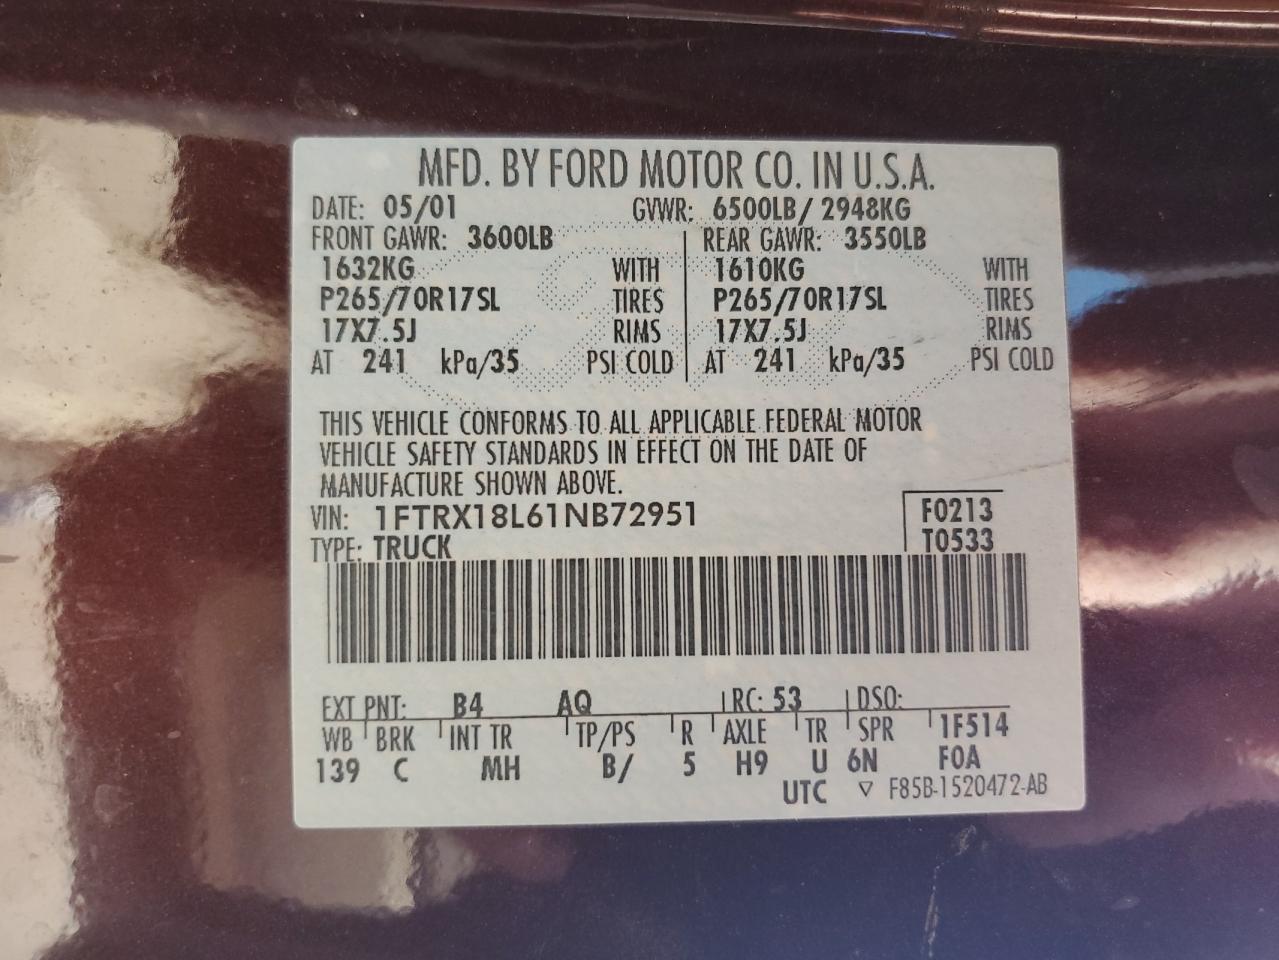 MFD. BY FORD MOTOR CO. IN U.S.A.
DATE: 05/01 GVWR: 6500LB/ 2948KG
FRONT GAWR: 3600LB REAR GAWR: 3550LB
1632KG WITH 1610KG WITH
P265/70R17SL TIRES P265/70R17SL TIRES
17X7.5J RIMS 17X7.5J RIMS
AT 241 kPa/35 PSI COLD AT 241 kPa/35 PSI COLD
THIS VEHICLE CONFORMS TO ALL APPLICABLE FEDERAL MOTOR
VEHICLE SAFETY STANDARDS IN EFFECT ON THE DATE OF
MANUFACTURE SHOWN ABOVE.
VIN: 1FTRX18L61NB72951 F0213
TYPE: TRUCK T0533
EXT PNT: B4 AQ RC: 53 DSO:
WB BRK INT TR TP/PS R AXLE TR SPR 1F514
139 C MH B/ 5 H9 U 6N F0A
UTC ▽ F85B-1520472-AB